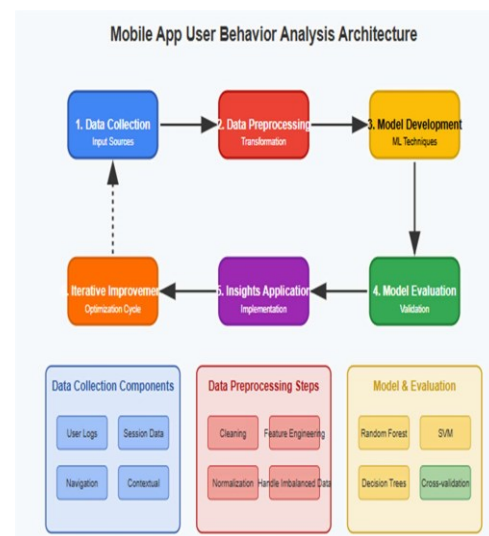 Mobile App User Behavior Analysis Architecture
1. Data Collection
Input Sources
2. Data Preprocessing
Transformation
3. Model Development
ML Techniques
. Iterative Improvemen
Optimization Cycle
5. Insights Application
Implementation
4. Model Evaluation
Validation
Data Collection Components
User Logs
Session Data
Navigation
Contextual
Data Preprocessing Steps
Cleaning
Feature Engineering
Normalization
Handle Imbalanced Data
Model & Evaluation
Random Forest
SVM
Decision Trees
Cross-validation